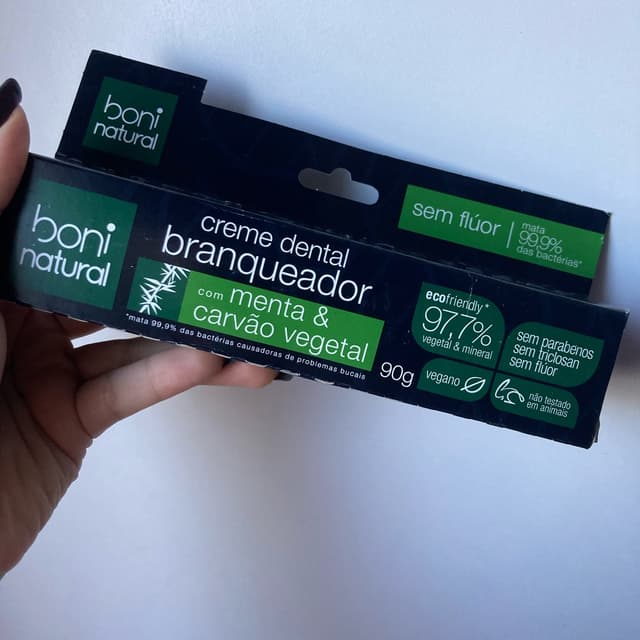 boni
natural
sem flúor
mata
99,9%
das bactérias*
boni
natural
creme dental
branqueador
com menta &
carvão vegetal
*mata 99,9% das bactérias causadoras de problemas bucais
90g
ecofriendly*
97,7%
vegetal & mineral
vegano
sem parabenos
sem triclosan
sem flúor
não testado
em animais